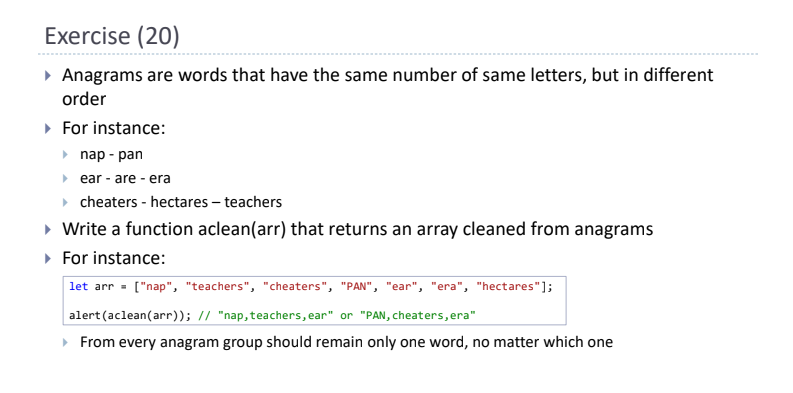 Exercise (20)
Anagrams are words that have the same number of same letters, but in different
order
For instance:
nap - pan
ear - are - era
cheaters - hectares – teachers
Write a function aclean(arr) that returns an array cleaned from anagrams
For instance:
let arr = ["nap", "teachers", "cheaters", "PAN", "ear", "era", "hectares"];
alert(aclean(arr)); // "nap,teachers,ear" or "PAN,cheaters,era"
From every anagram group should remain only one word, no matter which one